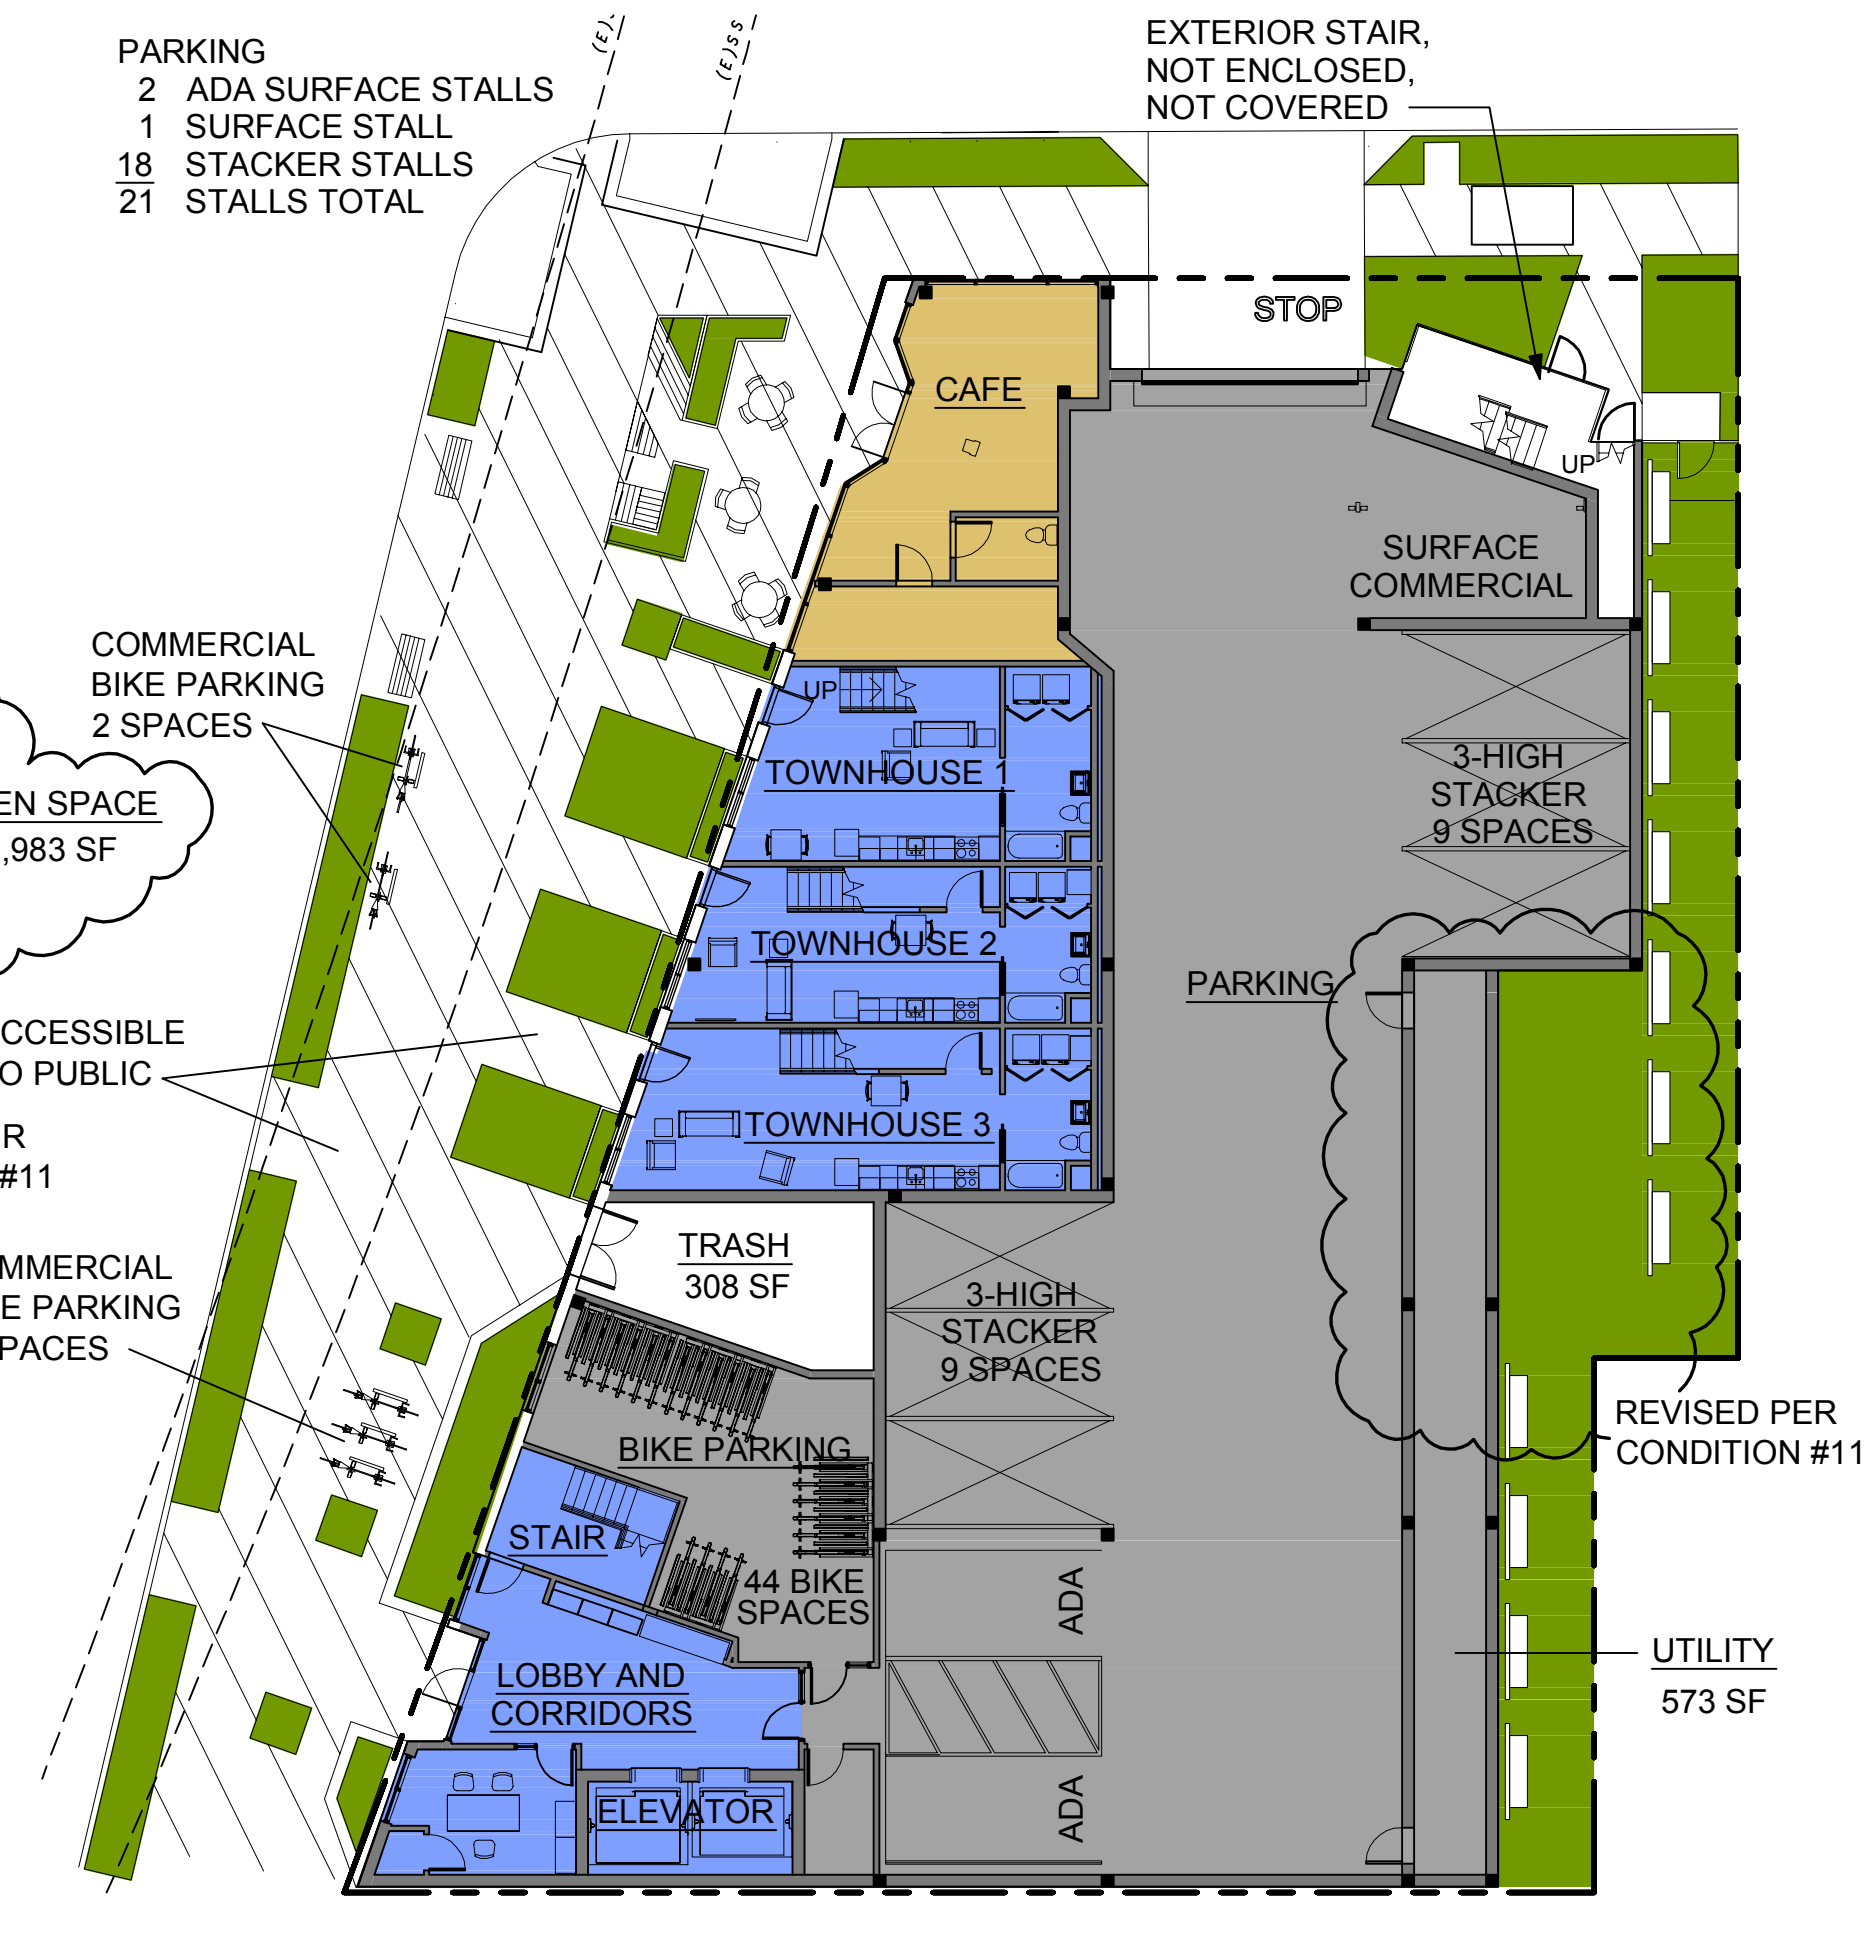 PARKING
2 ADA SURFACE STALLS
1 SURFACE STALL
18 STACKER STALLS
21 STALLS TOTAL
(E)SS
EXTERIOR STAIR,
NOT ENCLOSED,
NOT COVERED
STOP
CAFE
UP
SURFACE
COMMERCIAL
COMMERCIAL
BIKE PARKING
2 SPACES
UP
TOWNHOUSE 1
3-HIGH
STACKER
9 SPACES
EN SPACE
,983 SF
TOWNHOUSE 2
PARKING
CCESSIBLE
O PUBLIC
TOWNHOUSE 3
R
#11
TRASH
308 SF
MMERCIAL
E PARKING
PACES
3-HIGH
STACKER
9 SPACES
REVISED PER
CONDITION #11
BIKE PARKING
STAIR
44 BIKE
SPACES
ADA
LOBBY AND
CORRIDORS
UTILITY
573 SF
ELEVATOR
ADA